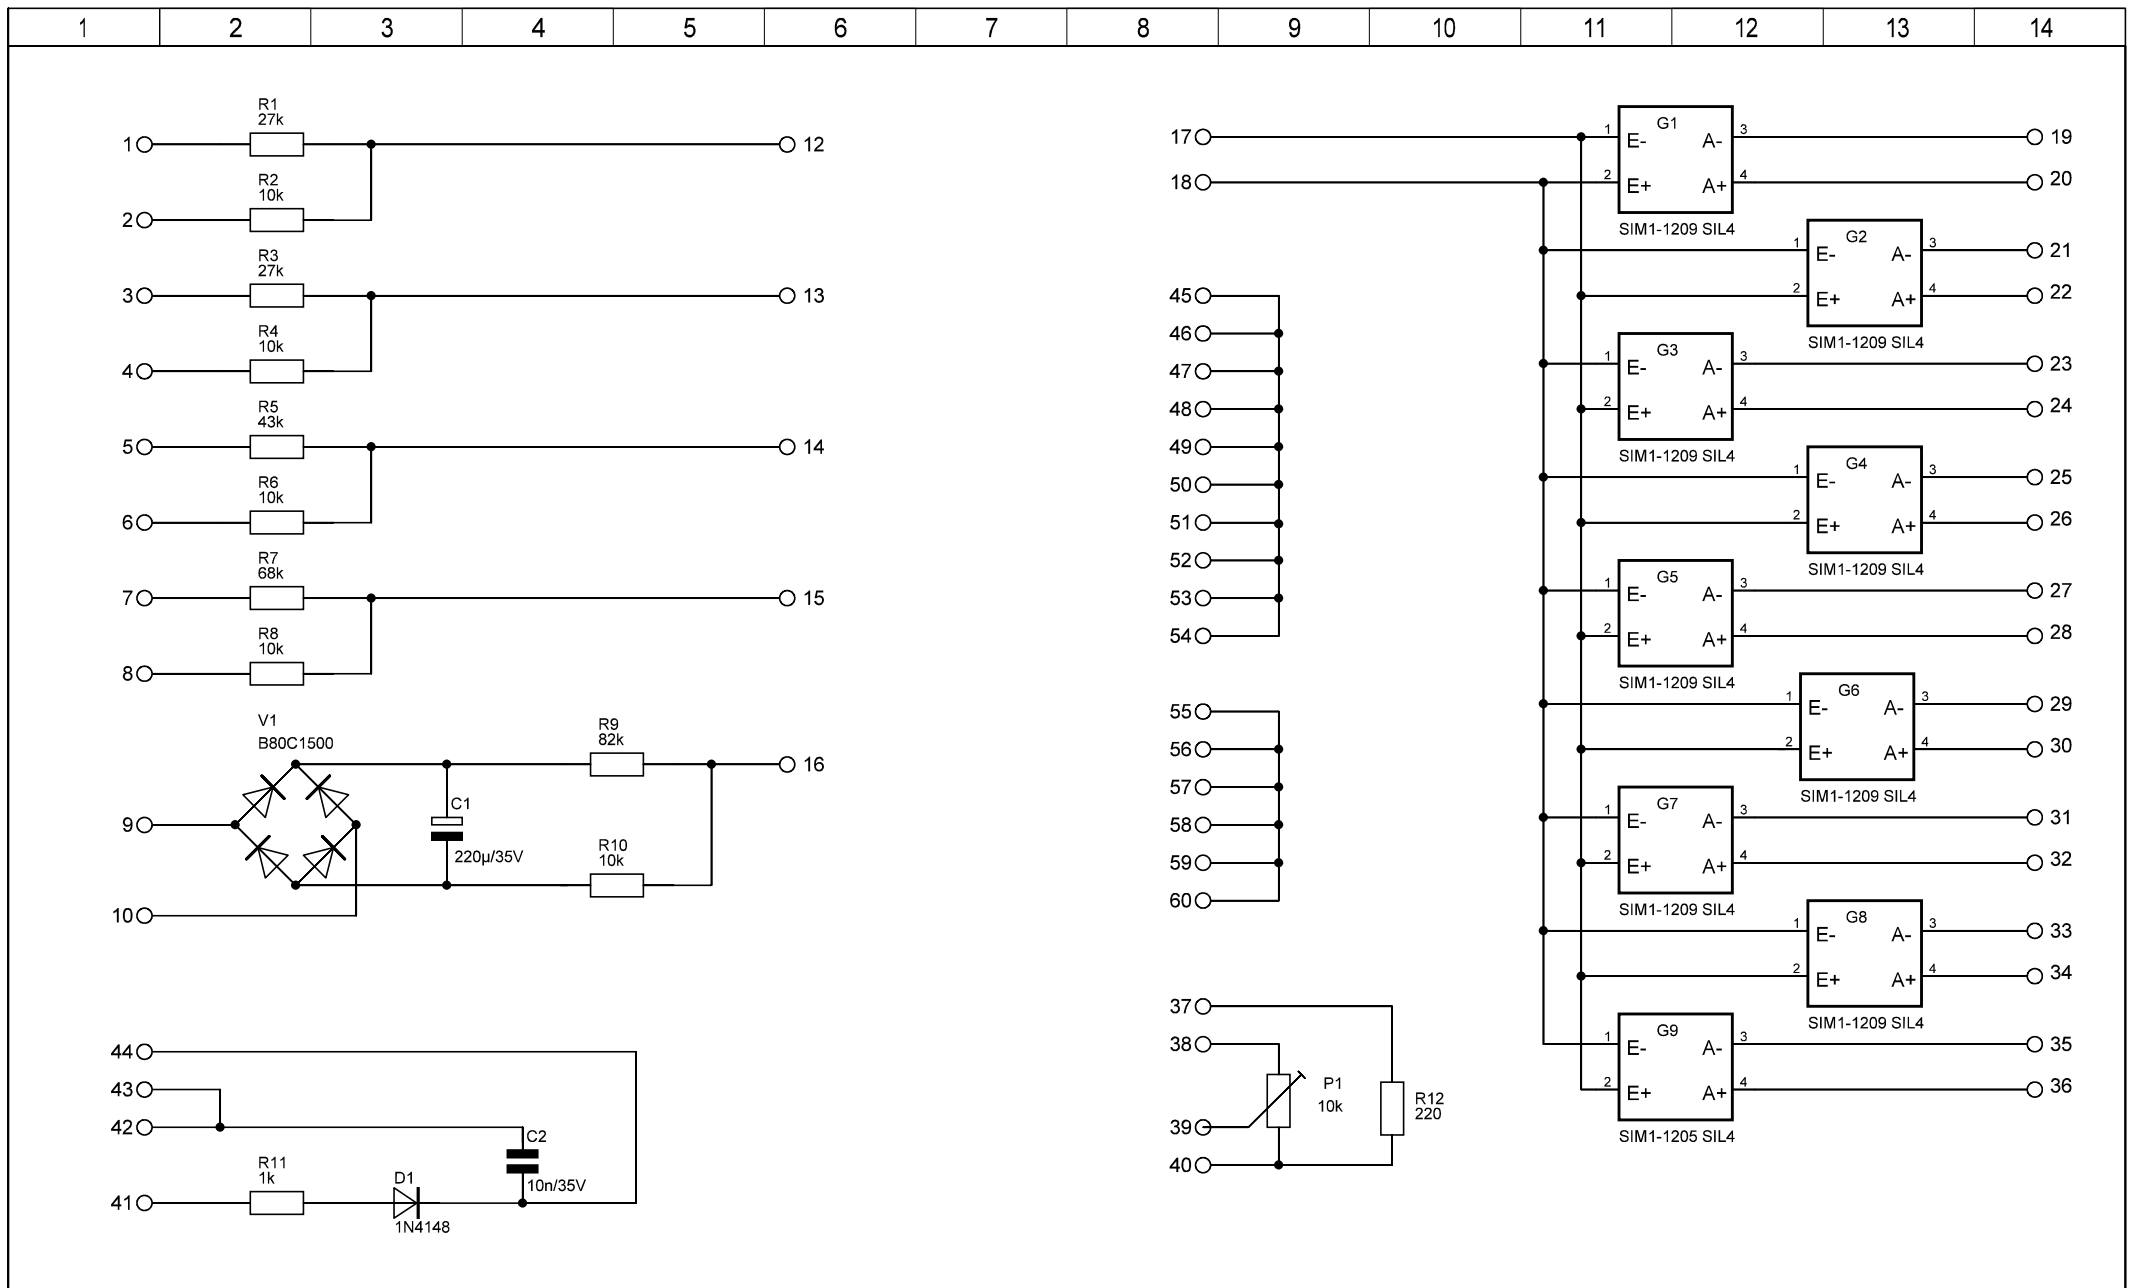 1 2 3 4 5 6 7 8 9 10 11 12 13 14
R1
27k
1 12
R2
10k
2
R3
27k
3 13
R4
10k
4
R5
43k
5 14
R6
10k
6
R7
68k
7 15
R8
10k
8
V1
B80C1500
R9
82k
16
C1
9
220µ/35V
R10
10k
10
44
43
42
C2
10n/35V
R11
1k
D1
41
1N4148
17
18
45
46
47
48
49
50
51
52
53
54
55
56
57
58
59
60
37
38
P1
10k
R12
220
39
40
G1
1 E- A- 3 19
2 E+ A+ 4 20
SIM1-1209 SIL4
G2
1 E- A- 3 21
2 E+ A+ 4 22
SIM1-1209 SIL4
G3
1 E- A- 3 23
2 E+ A+ 4 24
SIM1-1209 SIL4
G4
1 E- A- 3 25
2 E+ A+ 4 26
SIM1-1209 SIL4
G5
1 E- A- 3 27
2 E+ A+ 4 28
SIM1-1209 SIL4
G6
1 E- A- 3 29
2 E+ A+ 4 30
SIM1-1209 SIL4
G7
1 E- A- 3 31
2 E+ A+ 4 32
SIM1-1209 SIL4
G8
1 E- A- 3 33
2 E+ A+ 4 34
SIM1-1209 SIL4
G9
1 E- A- 3 35
2 E+ A+ 4 36
SIM1-1205 SIL4